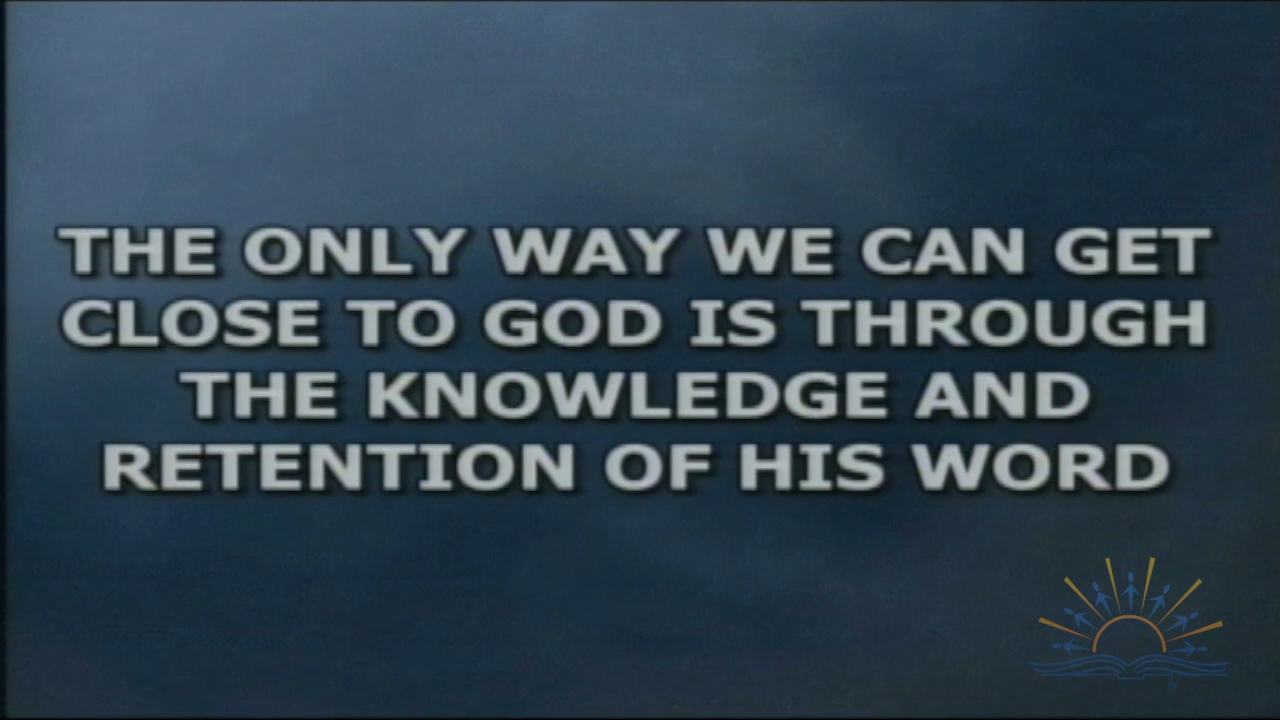 THE ONLY WAY WE CAN GET
CLOSE TO GOD IS THROUGH
THE KNOWLEDGE AND
RETENTION OF HIS WORD